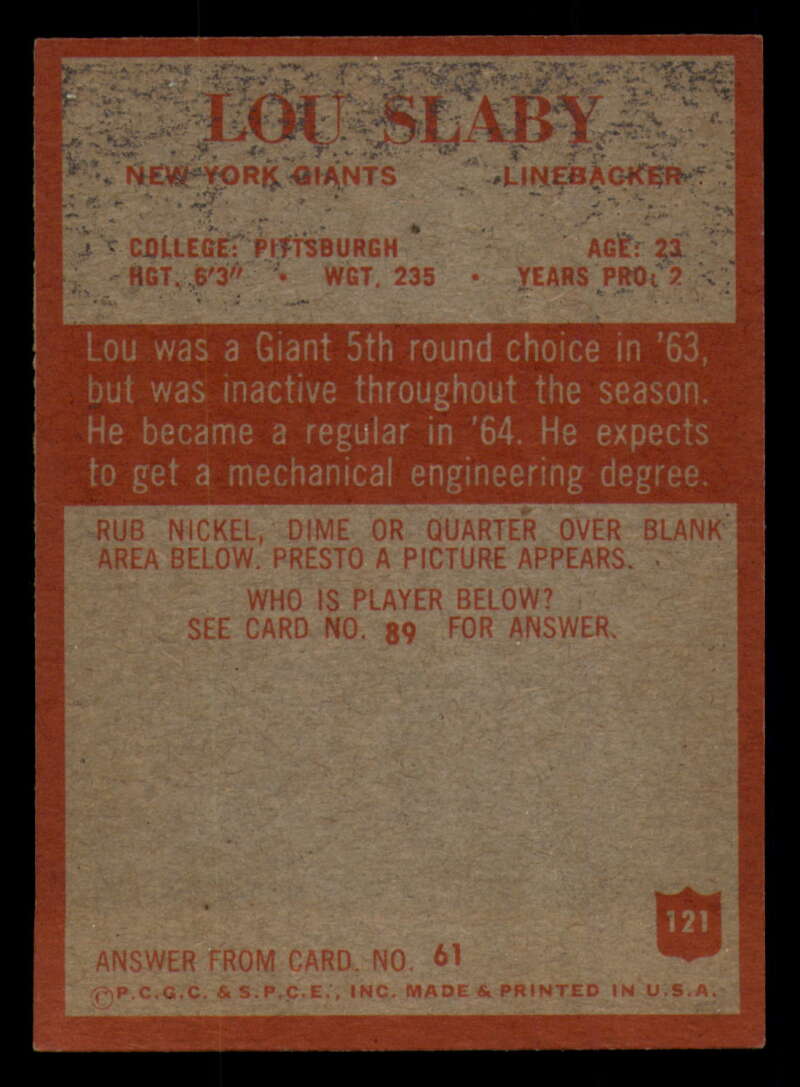 LOU SLABY
NEW YORK GIANTS LINEBACKER
COLLEGE: PITTSBURGH AGE: 23
HGT. 6'3" • WGT. 235 • YEARS PRO: 2
Lou was a Giant 5th round choice in '63,
but was inactive throughout the season.
He became a regular in '64. He expects
to get a mechanical engineering degree.
RUB NICKEL, DIME OR QUARTER OVER BLANK
AREA BELOW. PRESTO A PICTURE APPEARS.
WHO IS PLAYER BELOW?
SEE CARD NO. 89 FOR ANSWER.
121
ANSWER FROM CARD. NO. 61
©P.C.G.C. & S.P.C.E., INC. MADE & PRINTED IN U.S.A.